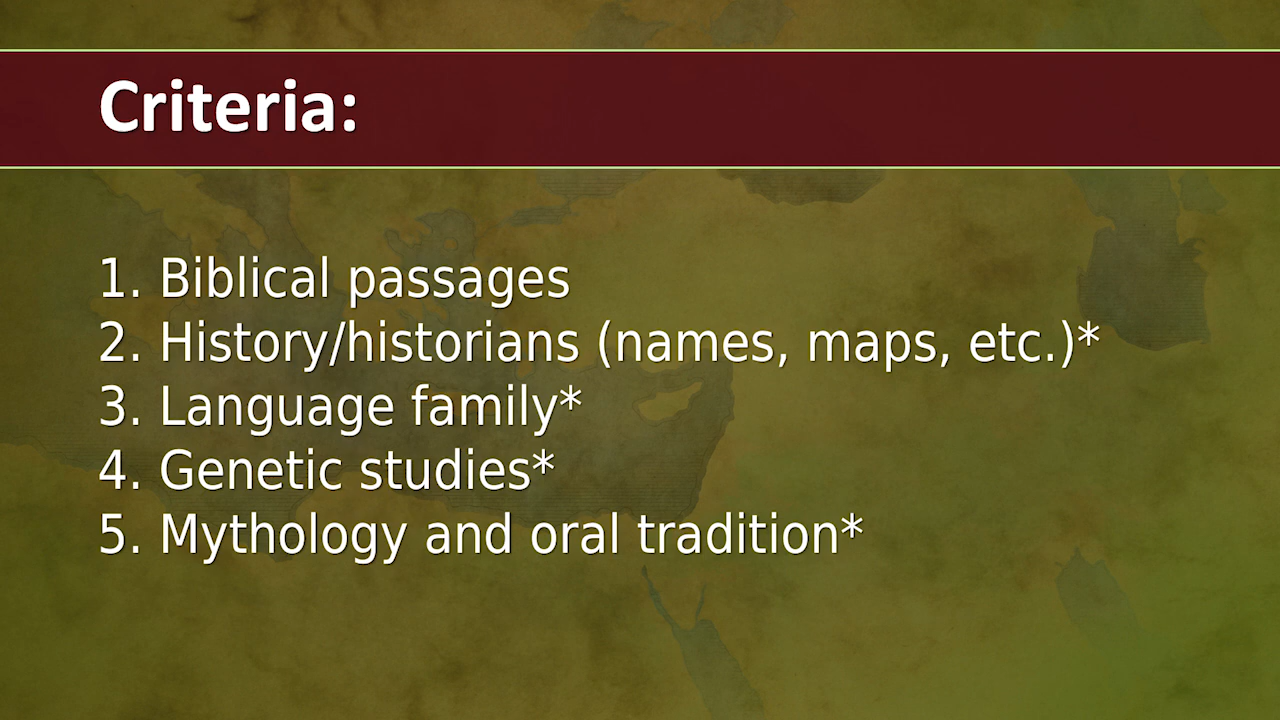 Criteria:
1. Biblical passages
2. History/historians (names, maps, etc.)*
3. Language family*
4. Genetic studies*
5. Mythology and oral tradition*